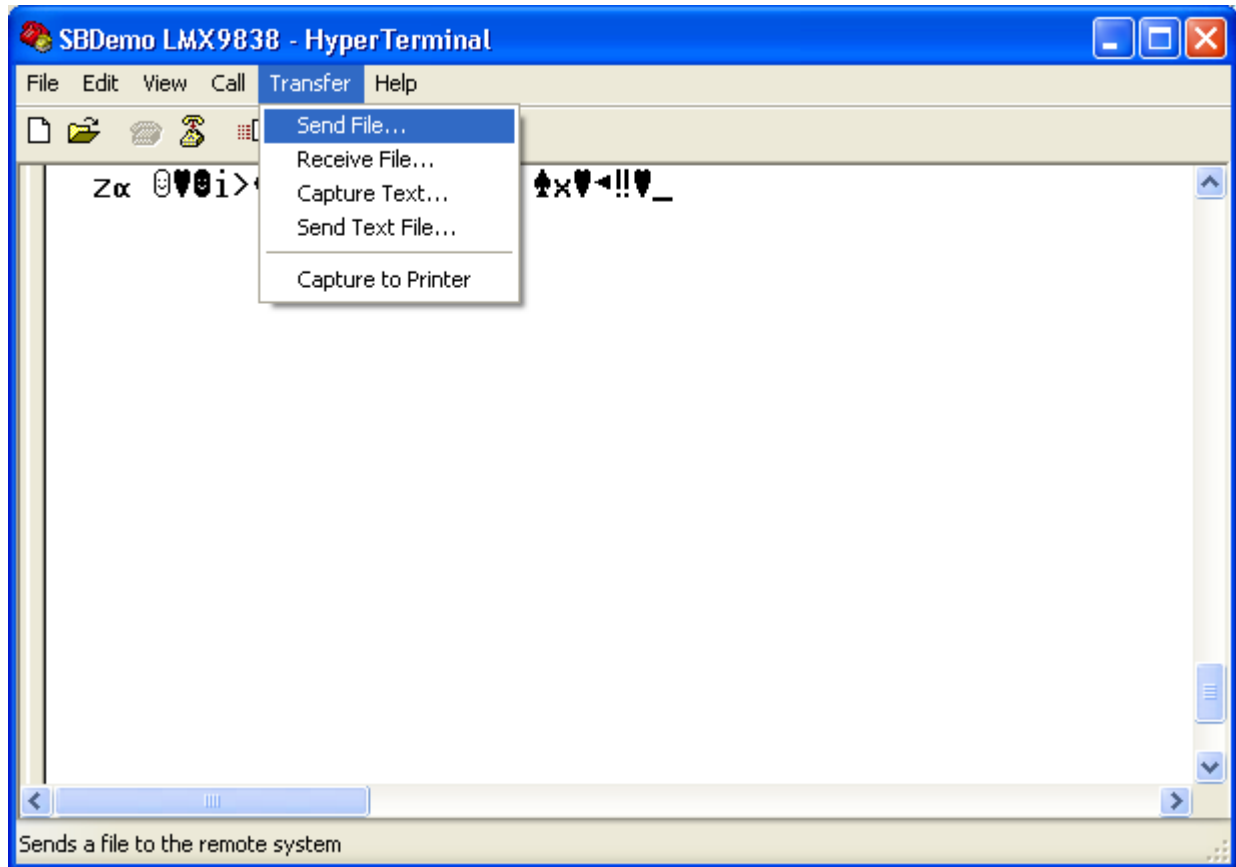 SBDemo LMX9838 - HyperTerminal
File Edit View Call Transfer Help
Send File...
Receive File...
Capture Text...
Send Text File...
Capture to Printer
zα ☺♥☻i>
♠x♥◄‼♥_
Sends a file to the remote system